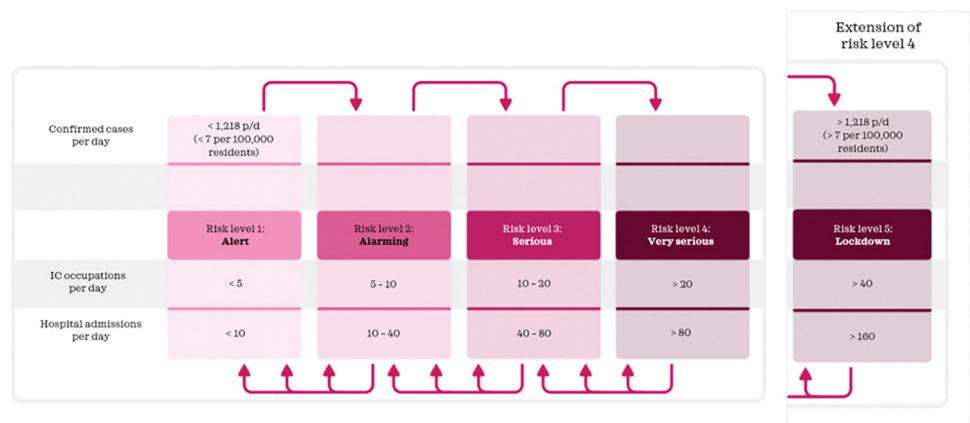 Extension of
risk level 4
Confirmed cases
per day
< 1,218 p/d
(< 7 per 100,000
residents)
> 1,218 p/d
(> 7 per 100,000
residents)
Risk level 1:
Alert
Risk level 2:
Alarming
Risk level 3:
Serious
Risk level 4:
Very serious
Risk level 5:
Lockdown
IC occupations
per day
< 5
5 – 10
10 – 20
> 20
> 40
Hospital admissions
per day
< 10
10 – 40
40 – 80
> 80
> 160